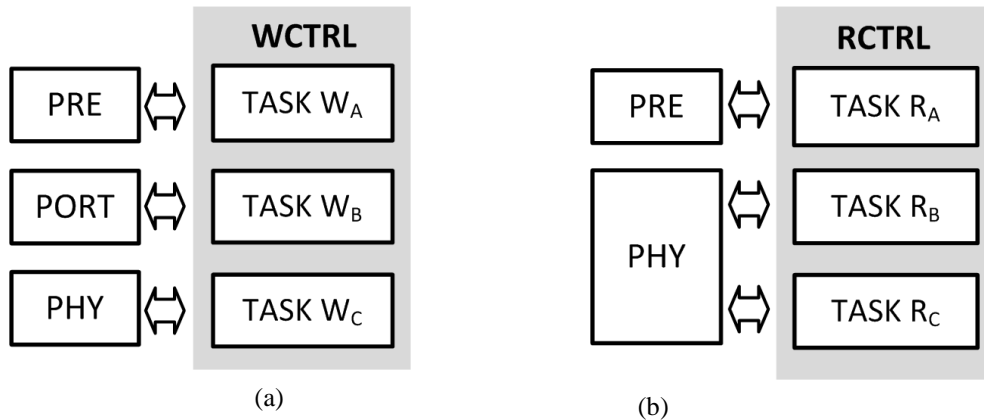 WCTRL
PRE
TASK W_A
PORT
TASK W_B
PHY
TASK W_C
(a)
RCTRL
PRE
TASK R_A
PHY
TASK R_B
TASK R_C
(b)